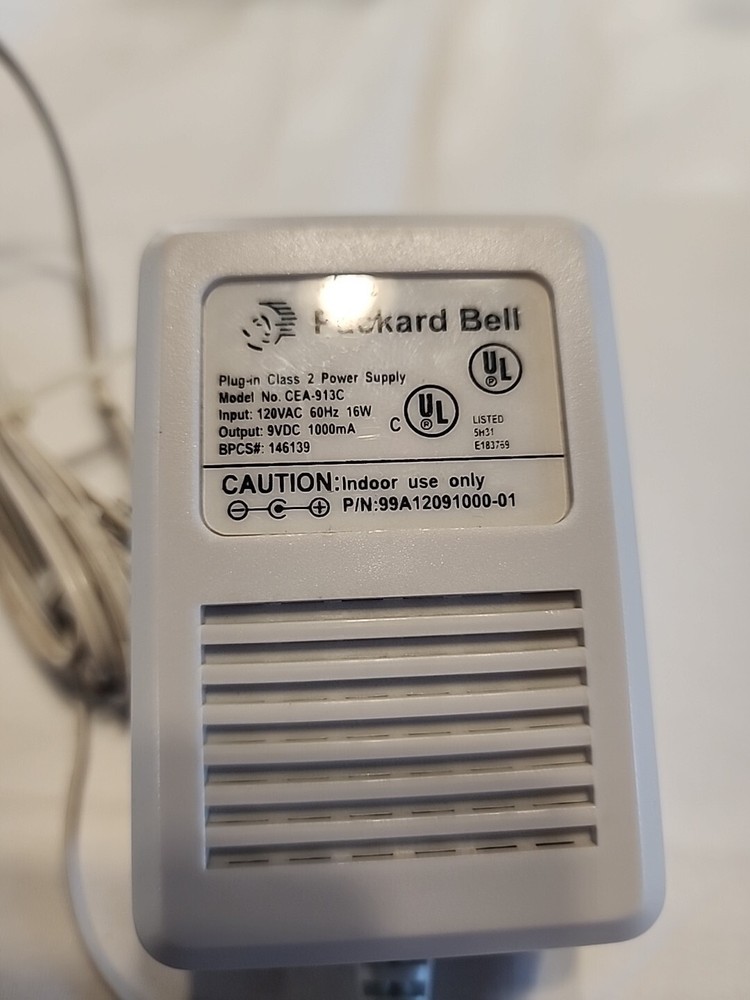 Packard Bell
Plug-in Class 2 Power Supply
Model No. CEA-913C
Input: 120VAC 60Hz 16W
Output: 9VDC 1000mA
BPCS#: 146139
C UL ®
UL ®
LISTED
5H31
E183769
CAUTION: Indoor use only
P/N:99A12091000-01